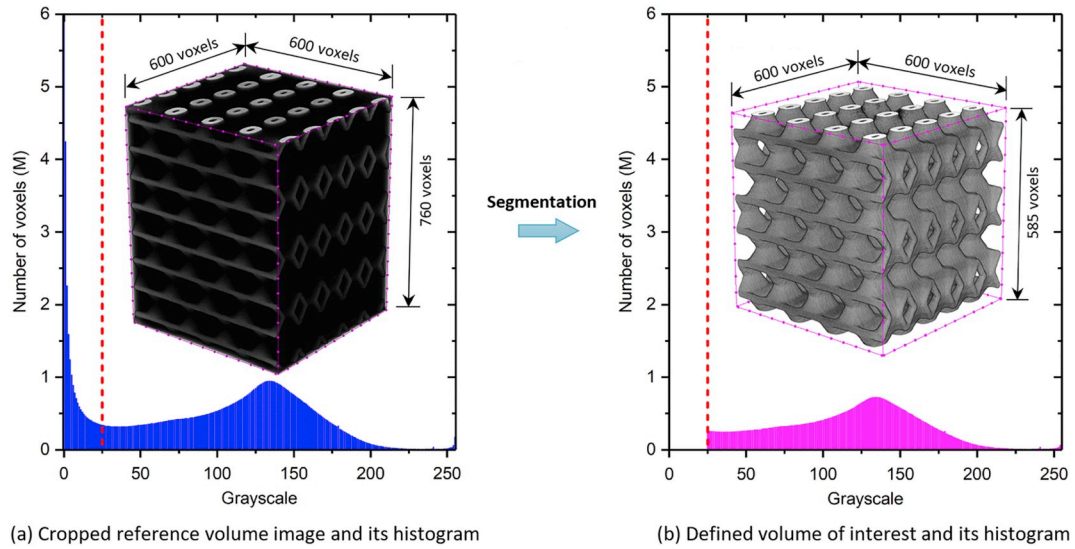 600 voxels
600 voxels
760 voxels
Number of voxels (M)
6
5
4
3
2
1
0
0
50
100
150
200
250
Grayscale
(a) Cropped reference volume image and its histogram
Segmentation
600 voxels
600 voxels
585 voxels
Number of voxels (M)
6
5
4
3
2
1
0
0
50
100
150
200
250
Grayscale
(b) Defined volume of interest and its histogram